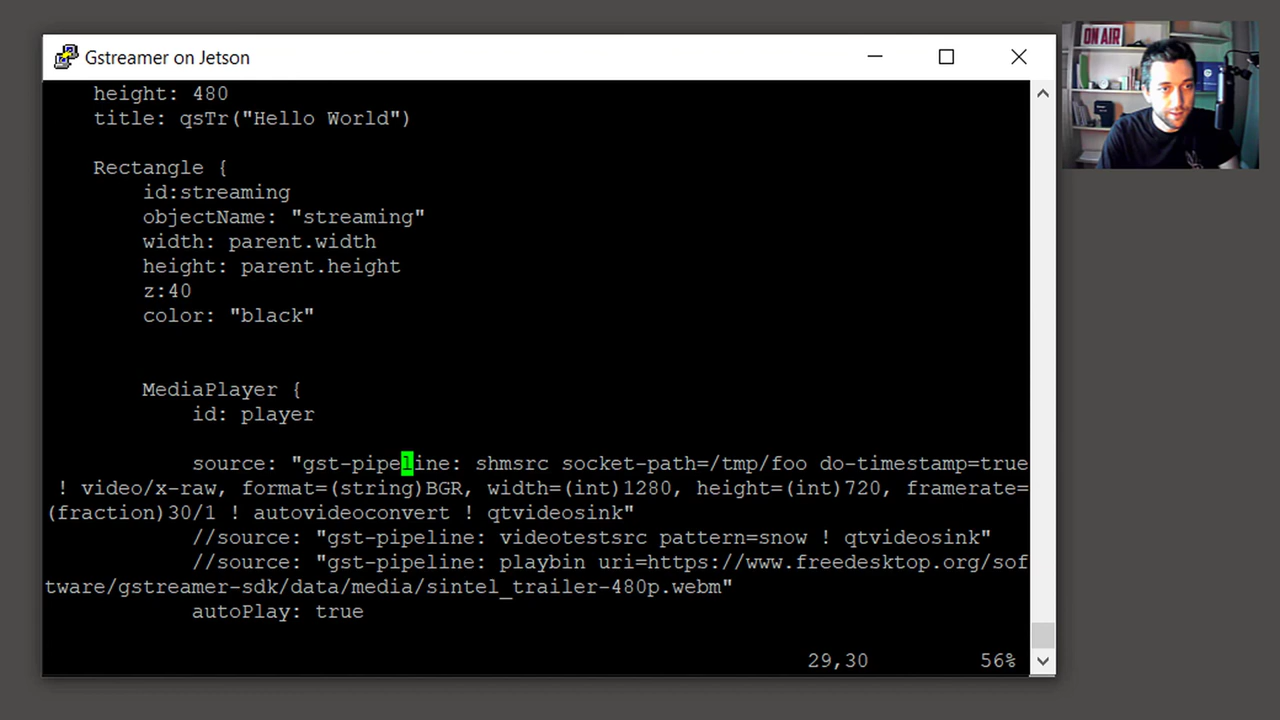 Gstreamer on Jetson
ON AIR
height: 480
title: qsTr("Hello World")
Rectangle {
id:streaming
objectName: "streaming"
width: parent.width
height: parent.height
z:40
color: "black"
MediaPlayer {
id: player
source: "gst-pipeline: shmsrc socket-path=/tmp/foo do-timestamp=true
! video/x-raw, format=(string)BGR, width=(int)1280, height=(int)720, framerate=
(fraction)30/1 ! autovideoconvert ! qtvideosink"
//source: "gst-pipeline: videotestsrc pattern=snow ! qtvideosink"
//source: "gst-pipeline: playbin uri=https://www.freedesktop.org/sof
tware/gstreamer-sdk/data/media/sintel_trailer-480p.webm"
autoPlay: true
29,30 56%